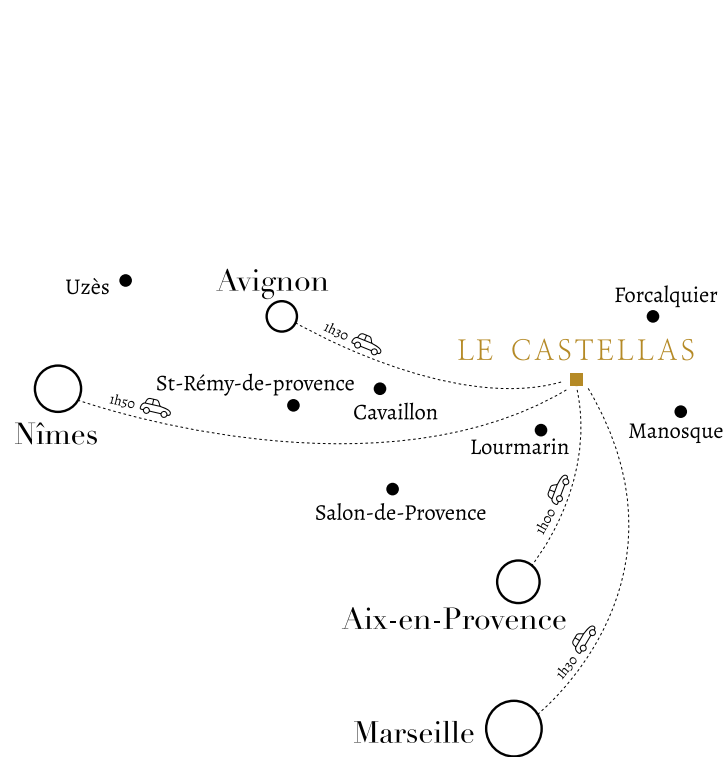 Avignon
Uzès
Forcalquier
1h30
LE CASTELLAS
St-Rémy-de-provence
1h50
Cavaillon
Nîmes
Manosque
Lourmarin
Salon-de-Provence
1h00
Aix-en-Provence
1h30
Marseille